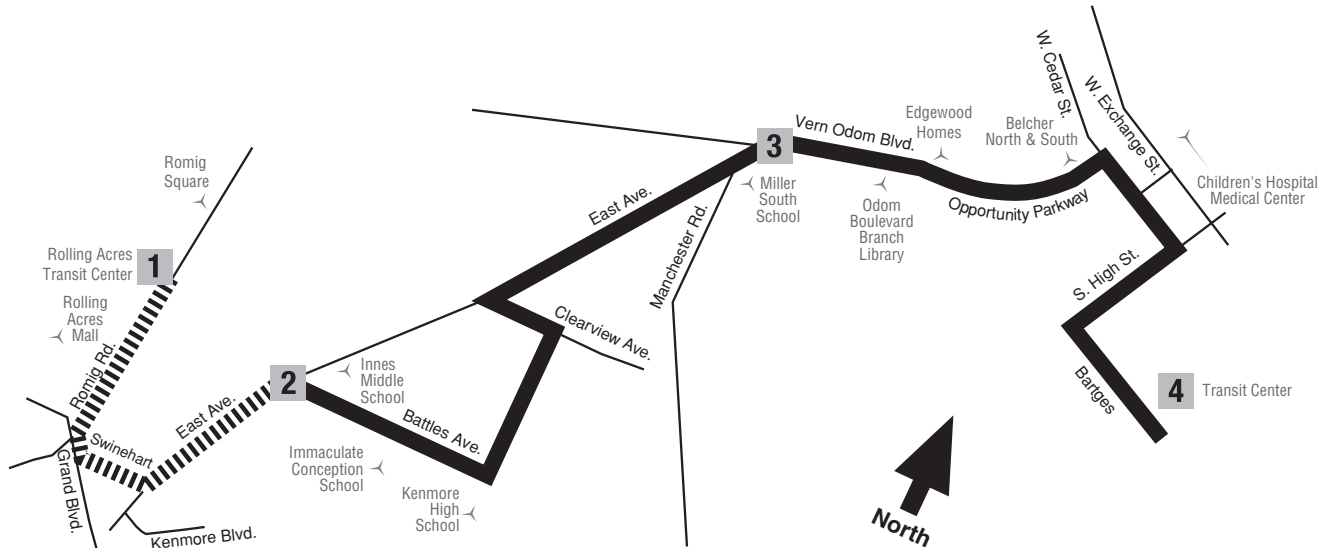 Romig
Square
Rolling Acres
Transit Center
1
Rolling
Acres
Mall
Romig Rd.
Swinehart
Grand Blvd.
Kenmore Blvd.
East Ave.
2
Innes
Middle
School
Battles Ave.
Immaculate
Conception
School
Kenmore
High
School
East Ave.
Clearview Ave.
Manchester Rd.
3
Miller
South
School
Vern Odom Blvd.
Odom
Boulevard
Branch
Library
Edgewood
Homes
Opportunity Parkway
Belcher
North & South
W. Cedar St.
W. Exchange St.
Children's Hospital
Medical Center
S. High St.
Bartges
4
Transit Center
North